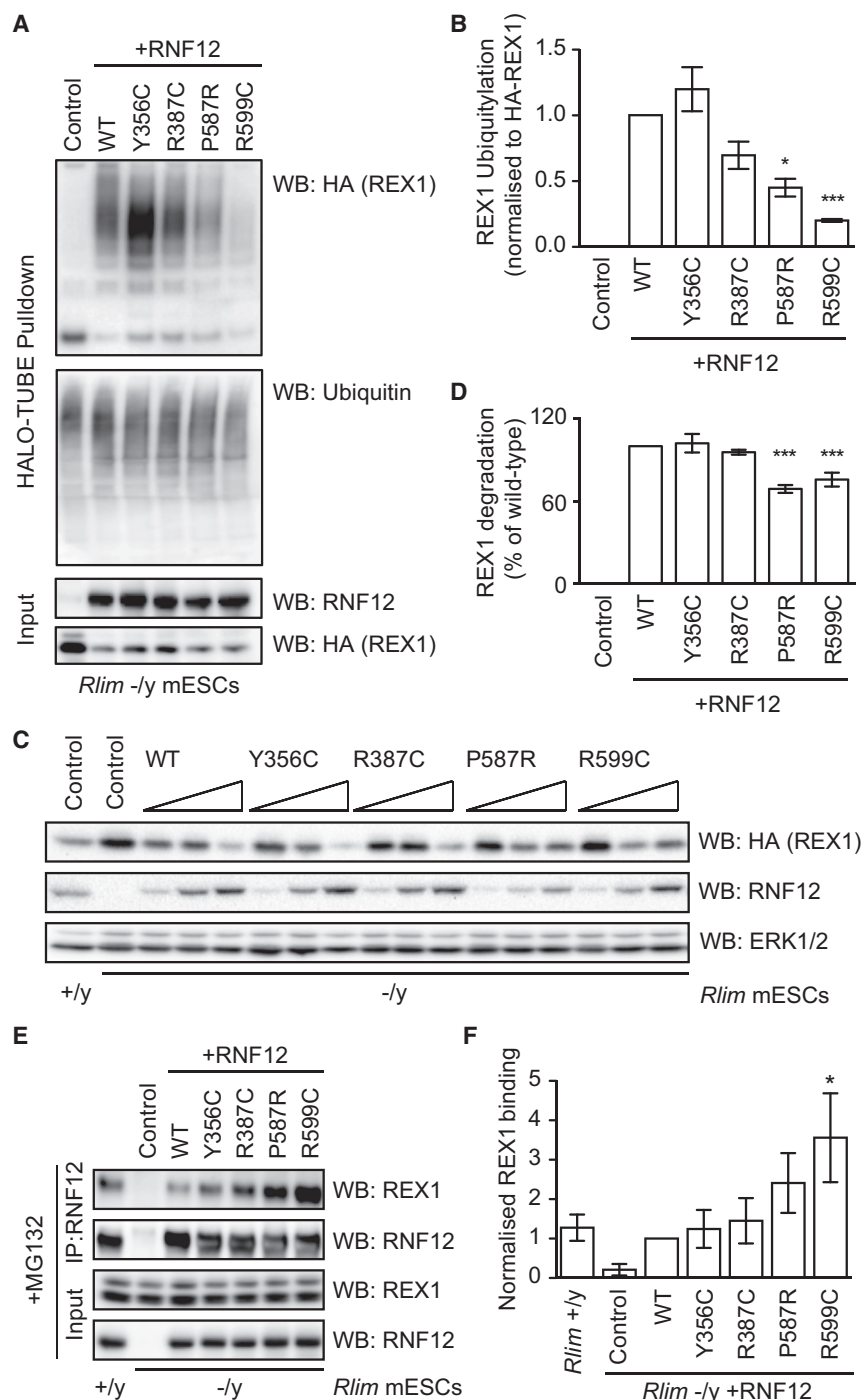 A
+RNF12
Control
WT
Y356C
R387C
P587R
R599C
HALO-TUBE Pulldown
WB: HA (REX1)
WB: Ubiquitin
Input
WB: RNF12
WB: HA (REX1)
Rlim -/y mESCs
B
REX1 Ubiquitylation
(normalised to HA-REX1)
1.5
1.0
0.5
0.0
*
***
Control
WT
Y356C
R387C
P587R
R599C
+RNF12
D
REX1 degradation
(% of wild-type)
120
60
0
***
***
Control
WT
Y356C
R387C
P587R
R599C
+RNF12
C
Control
Control
WT
Y356C
R387C
P587R
R599C
WB: HA (REX1)
WB: RNF12
WB: ERK1/2
+/y
-/y
Rlim mESCs
E
+RNF12
Control
WT
Y356C
R387C
P587R
R599C
+MG132
IP:RNF12
WB: REX1
WB: RNF12
Input
WB: REX1
WB: RNF12
+/y
-/y
Rlim mESCs
F
Normalised REX1 binding
5
4
3
2
1
0
*
Rlim +/y
Control
WT
Y356C
R387C
P587R
R599C
Rlim -/y +RNF12